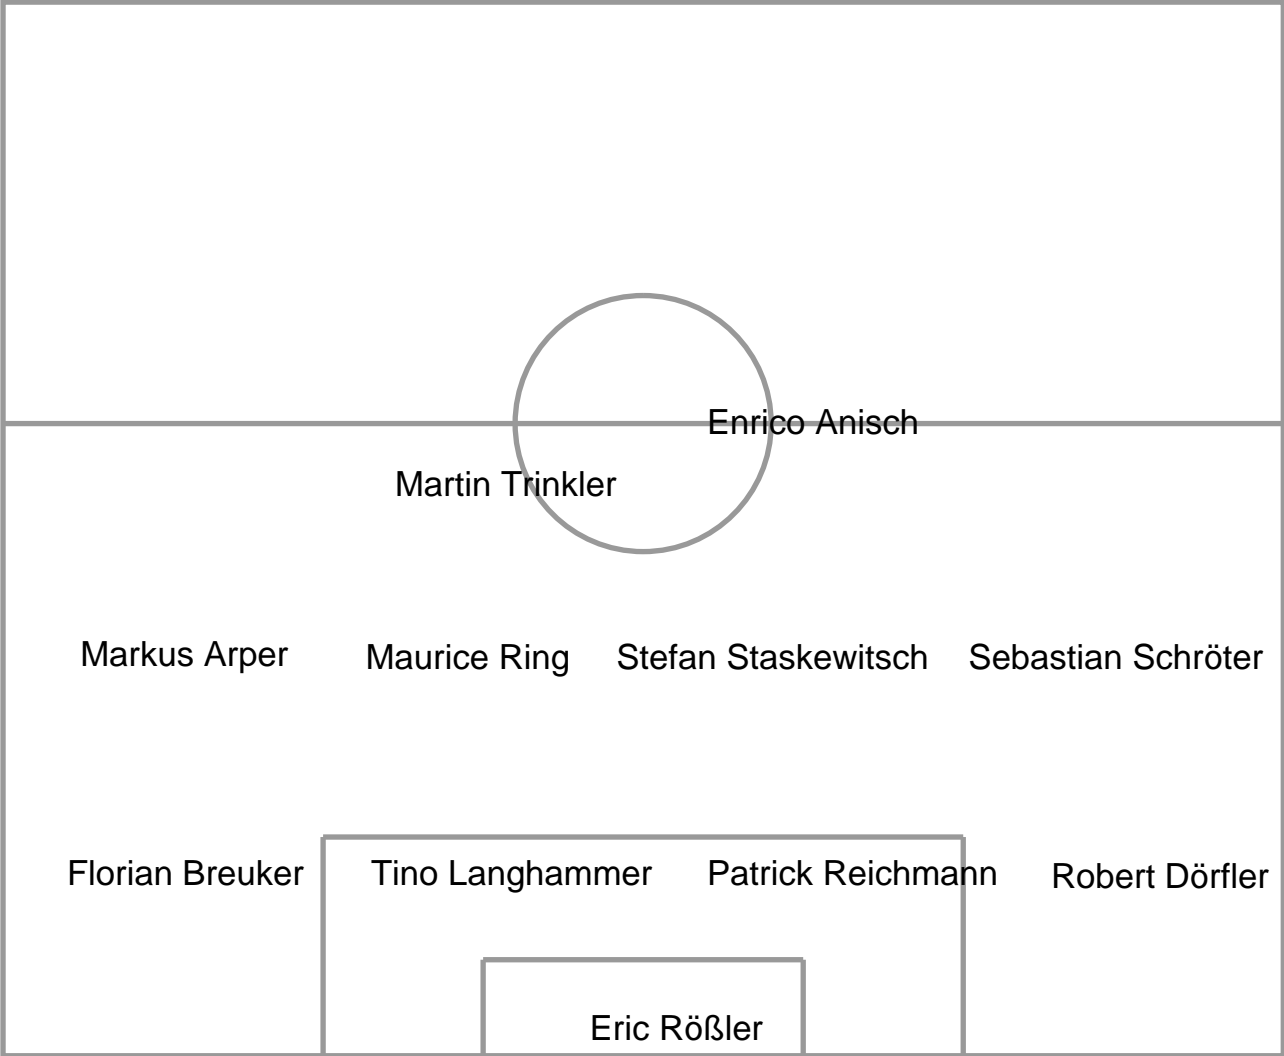 Enrico Anisch
Martin Trinkler
Markus Arper Maurice Ring Stefan Staskewitsch Sebastian Schröter
Florian Breuker Tino Langhammer Patrick Reichmann Robert Dörfler
Eric Rößler